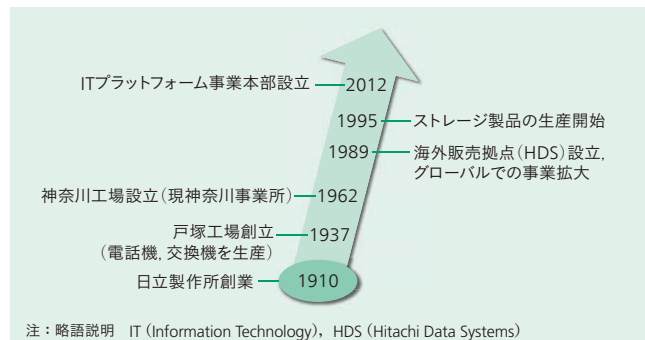 ITプラットフォーム事業本部設立 2012
1995 ストレージ製品の生産開始
1989 海外販売拠点（HDS）設立，
グローバルでの事業拡大
神奈川工場設立（現神奈川事業所） 1962
戸塚工場創立 1937
（電話機，交換機を生産）
日立製作所創業 1910
注：略語説明 IT（Information Technology），HDS（Hitachi Data Systems）